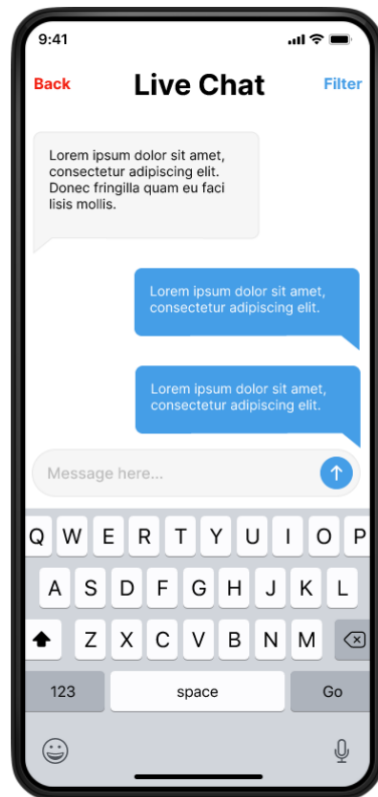 9:41
Back Live Chat Filter
Lorem ipsum dolor sit amet,
consectetur adipiscing elit.
Donec fringilla quam eu faci
lisis mollis.
Lorem ipsum dolor sit amet,
consectetur adipiscing elit.
Lorem ipsum dolor sit amet,
consectetur adipiscing elit.
Message here...
Q W E R T Y U I O P
A S D F G H J K L
Z X C V B N M
123 space Go